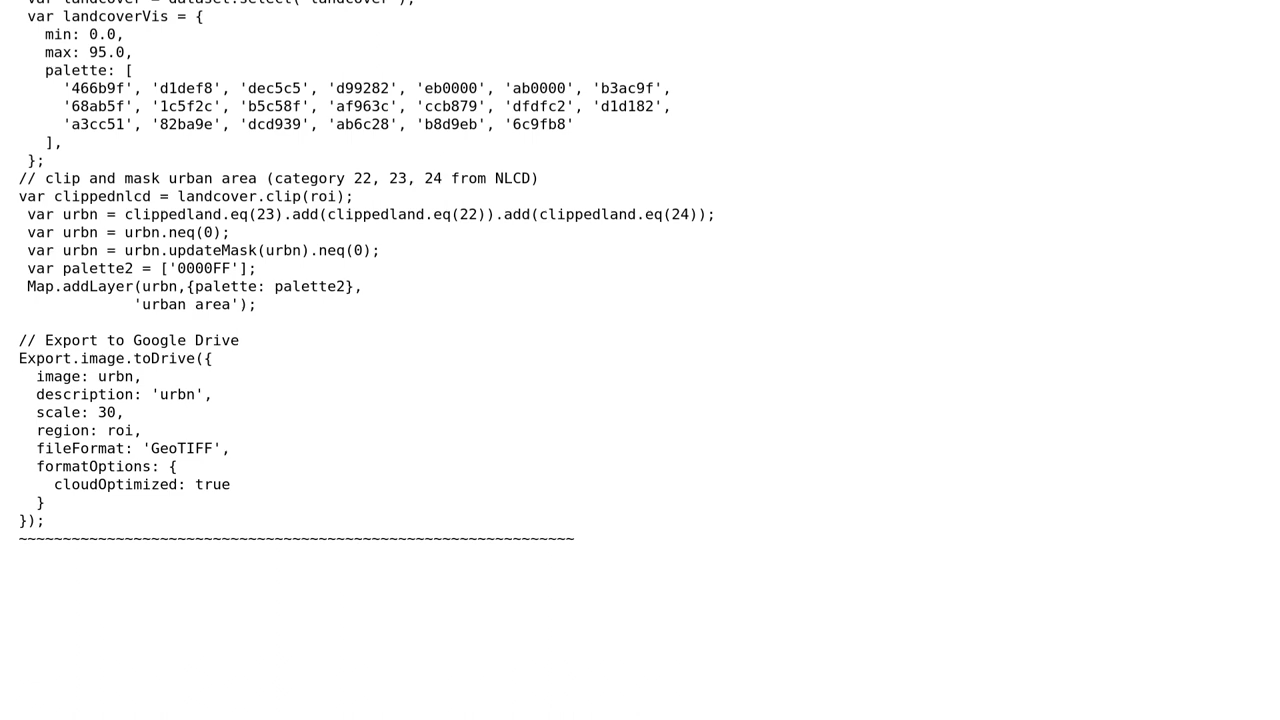 var landcover = dataset.select('landcover');
var landcoverVis = {
min: 0.0,
max: 95.0,
palette: [
'466b9f', 'd1def8', 'dec5c5', 'd99282', 'eb0000', 'ab0000', 'b3ac9f',
'68ab5f', '1c5f2c', 'b5c58f', 'af963c', 'ccb879', 'dfdfc2', 'd1d182',
'a3cc51', '82ba9e', 'dcd939', 'ab6c28', 'b8d9eb', '6c9fb8'
],
};
// clip and mask urban area (category 22, 23, 24 from NLCD)
var clippednlcd = landcover.clip(roi);
var urbn = clippedland.eq(23).add(clippedland.eq(22)).add(clippedland.eq(24));
var urbn = urbn.neq(0);
var urbn = urbn.updateMask(urbn).neq(0);
var palette2 = ['0000FF'];
Map.addLayer(urbn,{palette: palette2},
'urban area');
// Export to Google Drive
Export.image.toDrive({
image: urbn,
description: 'urbn',
scale: 30,
region: roi,
fileFormat: 'GeoTIFF',
formatOptions: {
cloudOptimized: true
}
});
~~~~~~~~~~~~~~~~~~~~~~~~~~~~~~~~~~~~~~~~~~~~~~~~~~~~~~~~~~~~~~~